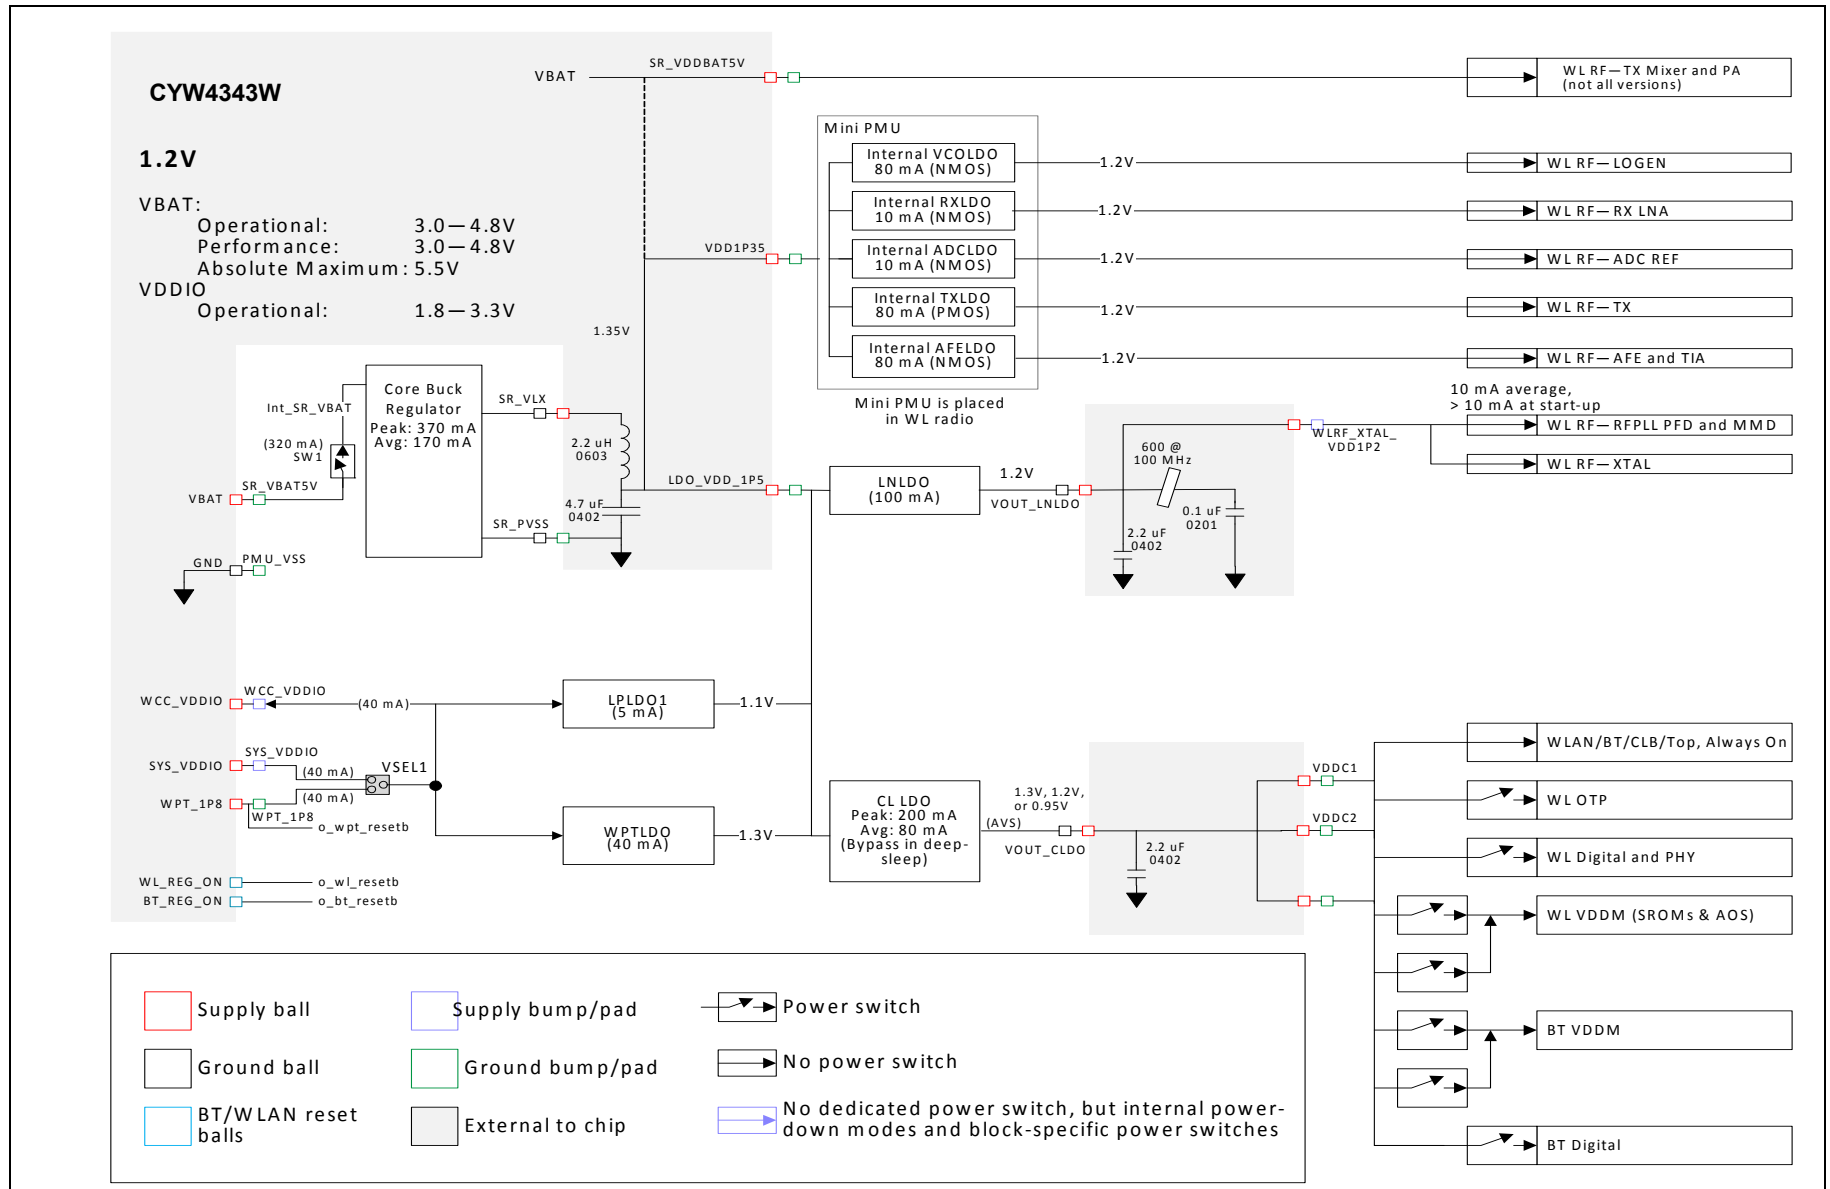 CYW4343W
1.2V
VBAT:
Operational: 3.0—4.8V
Performance: 3.0—4.8V
Absolute Maximum: 5.5V
VDDIO
Operational: 1.8—3.3V
VBAT
SR_VDDBAT5V
WL RF—TX Mixer and PA
(not all versions)
Mini PMU
Internal VCOLDO
80 mA (NMOS)
1.2V
WL RF—LOGEN
Internal RXLDO
10 mA (NMOS)
1.2V
WL RF—RX LNA
VDD1P35
Internal ADCLDO
10 mA (NMOS)
1.2V
WL RF—ADC REF
Internal TXLDO
80 mA (PMOS)
1.2V
WL RF—TX
1.35V
Internal AFELDO
80 mA (NMOS)
1.2V
WL RF—AFE and TIA
Mini PMU is placed
in WL radio
10 mA average,
> 10 mA at start-up
WL RF—RFPLL PFD and MMD
WLRF_XTAL_
VDD1P2
WL RF—XTAL
Int_SR_VBAT
(320 mA)
SW1
Core Buck
Regulator
Peak: 370 mA
Avg: 170 mA
SR_VLX
2.2 uH
0603
600 @
100 MHz
VBAT
SR_VBAT5V
SR_PVSS
4.7 uF
0402
LDO_VDD_1P5
LNLDO
(100 mA)
1.2V
VOUT_LNLDO
2.2 uF
0402
0.1 uF
0201
GND
PMU_VSS
WCC_VDDIO
WCC_VDDIO
(40 mA)
LPLDO1
(5 mA)
1.1V
SYS_VDDIO
SYS_VDDIO
(40 mA)
VSEL1
WPT_1P8
WPT_1P8
(40 mA)
o_wpt_resetb
WPTLDO
(40 mA)
1.3V
CL LDO
Peak: 200 mA
Avg: 80 mA
(Bypass in deep-
sleep)
1.3V, 1.2V,
or 0.95V
(AVS)
VOUT_CLDO
2.2 uF
0402
VDDC1
VDDC2
WLAN/BT/CLB/Top, Always On
WL OTP
WL Digital and PHY
WL VDDM (SROMs & AOS)
BT VDDM
BT Digital
WL_REG_ON
o_wl_resetb
BT_REG_ON
o_bt_resetb
Supply ball
Supply bump/pad
Power switch
Ground ball
Ground bump/pad
No power switch
BT/WLAN reset
balls
External to chip
No dedicated power switch, but internal power-
down modes and block-specific power switches